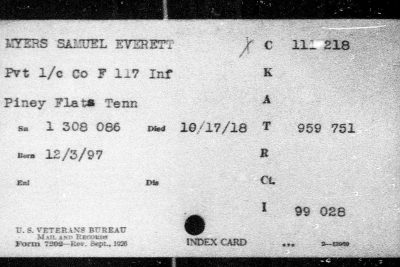 MYERS SAMUEL EVERETT C 111 218
Pvt 1/c Co F 117 Inf K
Piney Flats Tenn A
Sn 1 308 086 Died 10/17/18 T 959 751
Born 12/3/97 R
Enl Dis Ct.
I 99 028
U. S. VETERANS BUREAU
MAIL AND RECORDS
Form 7202—Rev. Sept., 1926 INDEX CARD